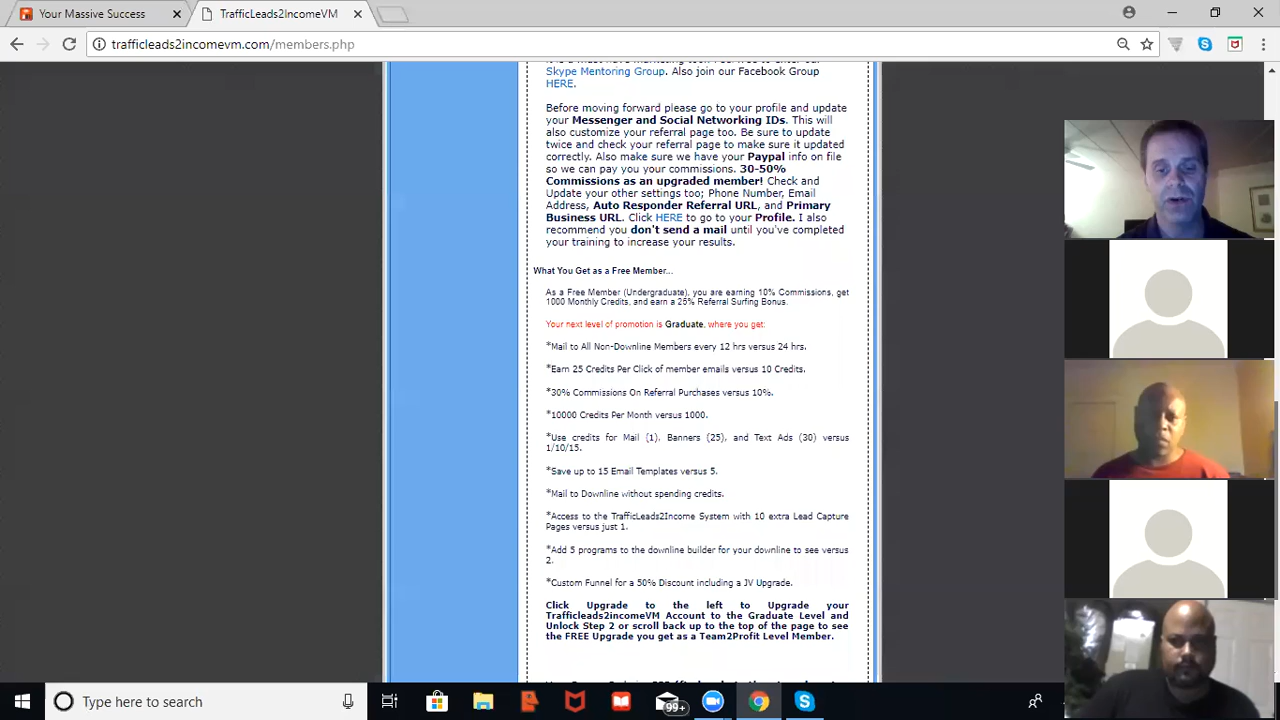 Your Massive Success
TrafficLeads2IncomeVM
trafficleads2incomevm.com/members.php
Skype Mentoring Group. Also join our Facebook Group
HERE.
Before moving forward please go to your profile and update
your Messenger and Social Networking IDs. This will
also customize your referral page too. Be sure to update
twice and check your referral page to make sure it updated
correctly. Also make sure we have your Paypal info on file
so we can pay you your commissions. 30-50%
Commissions as an upgraded member! Check and
Update your other settings too; Phone Number, Email
Address, Auto Responder Referral URL, and Primary
Business URL. Click HERE to go to your Profile. I also
recommend you don't send a mail until you've completed
your training to increase your results.
What You Get as a Free Member...
As a Free Member (Undergraduate), you are earning 10% Commissions, get
1000 Monthly Credits, and earn a 25% Referral Surfing Bonus.
Your next level of promotion is Graduate, where you get:
*Mail to All Non-Downline Members every 12 hrs versus 24 hrs.
*Earn 25 Credits Per Click of member emails versus 10 Credits.
*30% Commissions On Referral Purchases versus 10%.
*10000 Credits Per Month versus 1000.
*Use credits for Mail (1), Banners (25), and Text Ads (30) versus
1/10/15.
*Save up to 15 Email Templates versus 5.
*Mail to Downline without spending credits.
*Access to the TrafficLeads2Income System with 10 extra Lead Capture
Pages versus just 1.
*Add 5 programs to the downline builder for your downline to see versus
2.
*Custom Funnel for a 50% Discount including a JV Upgrade.
Click Upgrade to the left to Upgrade your
Trafficleads2incomeVM Account to the Graduate Level and
Unlock Step 2 or scroll back up to the top of the page to see
the FREE Upgrade you get as a Team2Profit Level Member.
Type here to search
99+